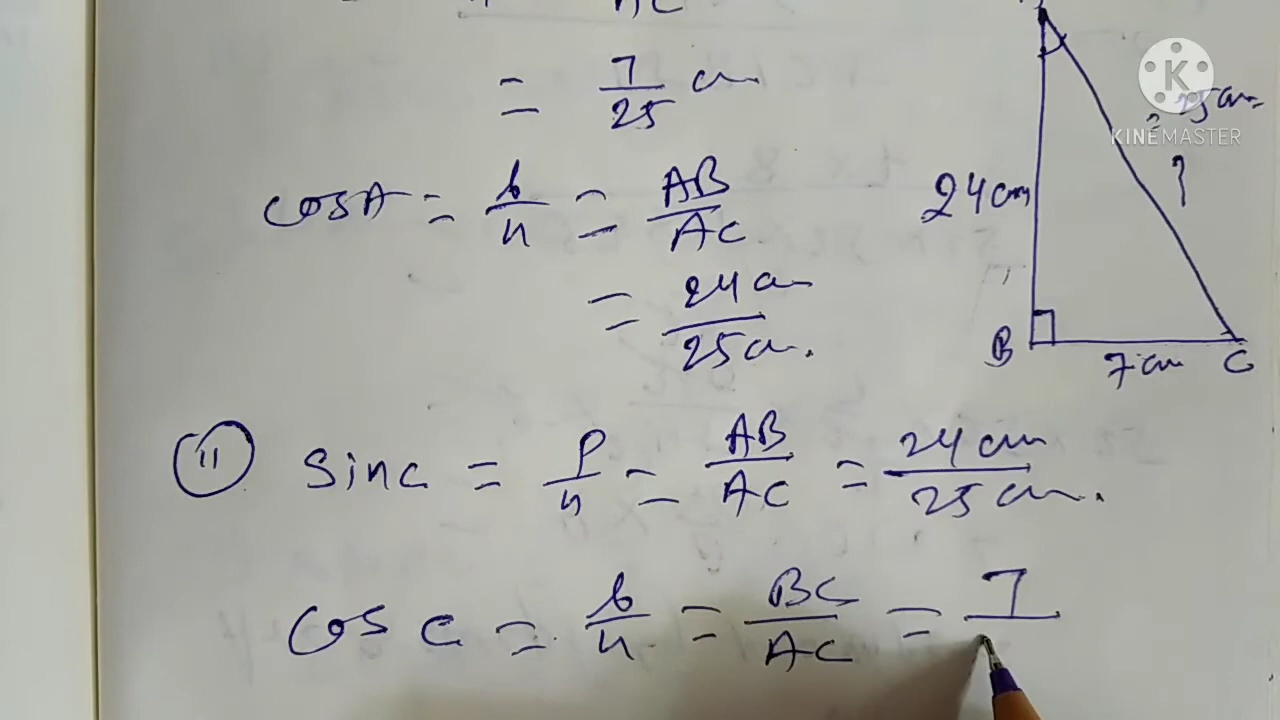 AC
= 7/25 cm
cosA = b/h = AB/AC
= 24 cm/25 cm.
24 cm
25 cm
?
B
7 cm
C
(ii) sinc = P/h = AB/AC = 24 cm/25 cm.
cos c = b/h = BC/AC = 7
K
KINEMASTER